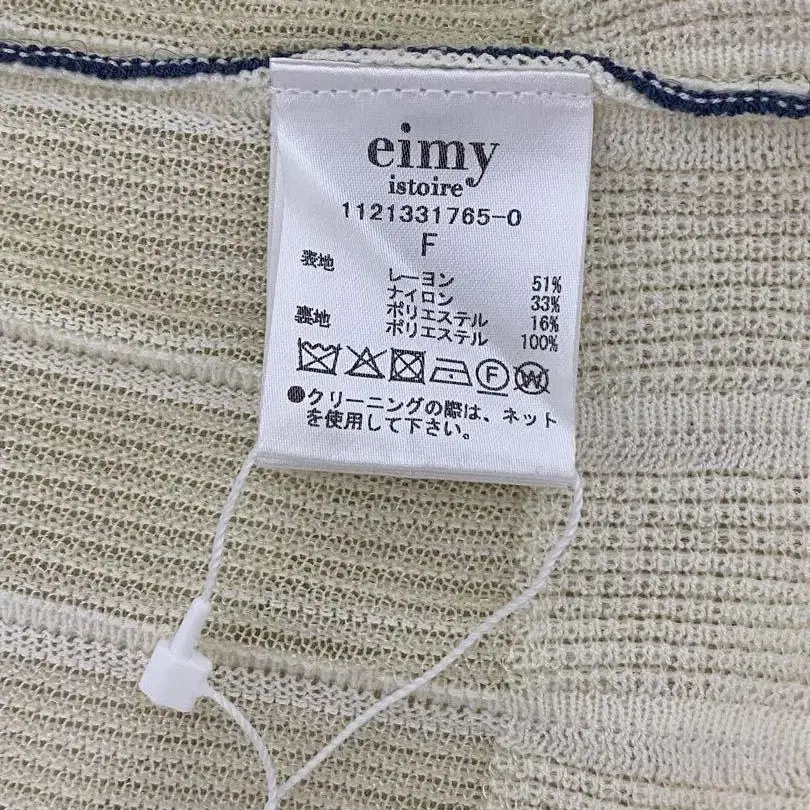 eimy
istoire
1121331765-0
F
表地 レーヨン 51%
ナイロン 33%
ポリエステル 16%
裏地 ポリエステル 100%
F W
●クリーニングの際は、ネット
を使用して下さい。